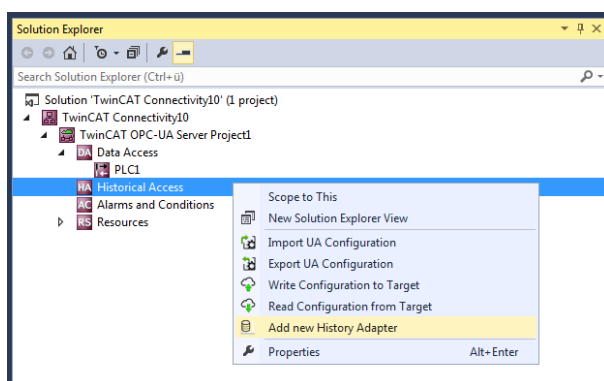 Solution Explorer
Search Solution Explorer (Ctrl+ü)
Solution 'TwinCAT Connectivity10' (1 project)
TwinCAT Connectivity10
TwinCAT OPC-UA Server Project1
DA Data Access
PLC1
HA Historical Access
AC Alarms and Conditions
RS Resources
Scope to This
New Solution Explorer View
Import UA Configuration
Export UA Configuration
Write Configuration to Target
Read Configuration from Target
Add new History Adapter
Properties Alt+Enter